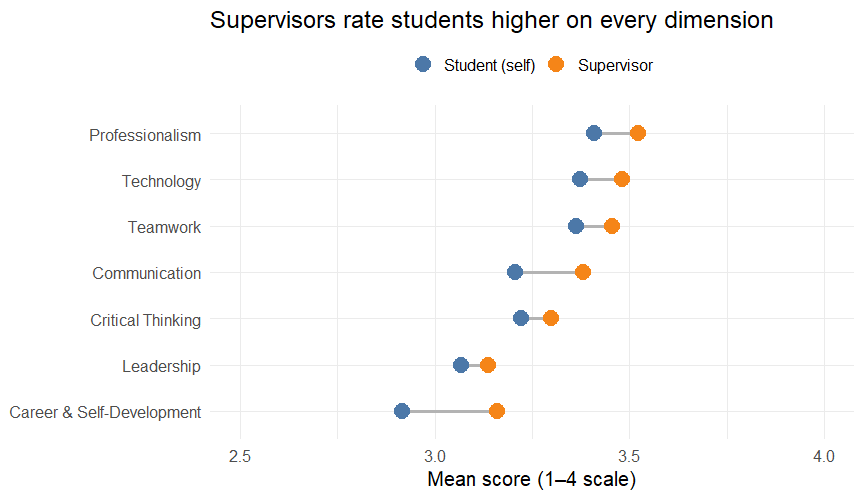 Supervisors rate students higher on every dimension
Student (self) Supervisor
Professionalism
Technology
Teamwork
Communication
Critical Thinking
Leadership
Career & Self-Development
2.5 3.0 3.5 4.0
Mean score (1–4 scale)